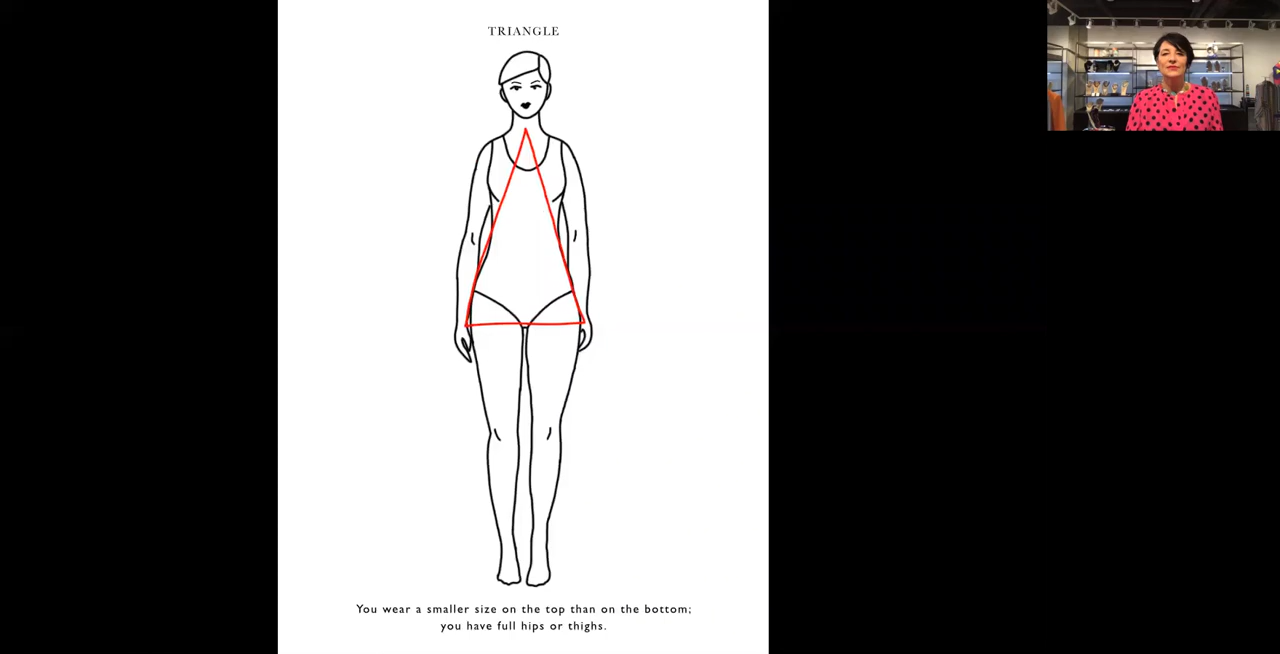 TRIANGLE
You wear a smaller size on the top than on the bottom;
you have full hips or thighs.